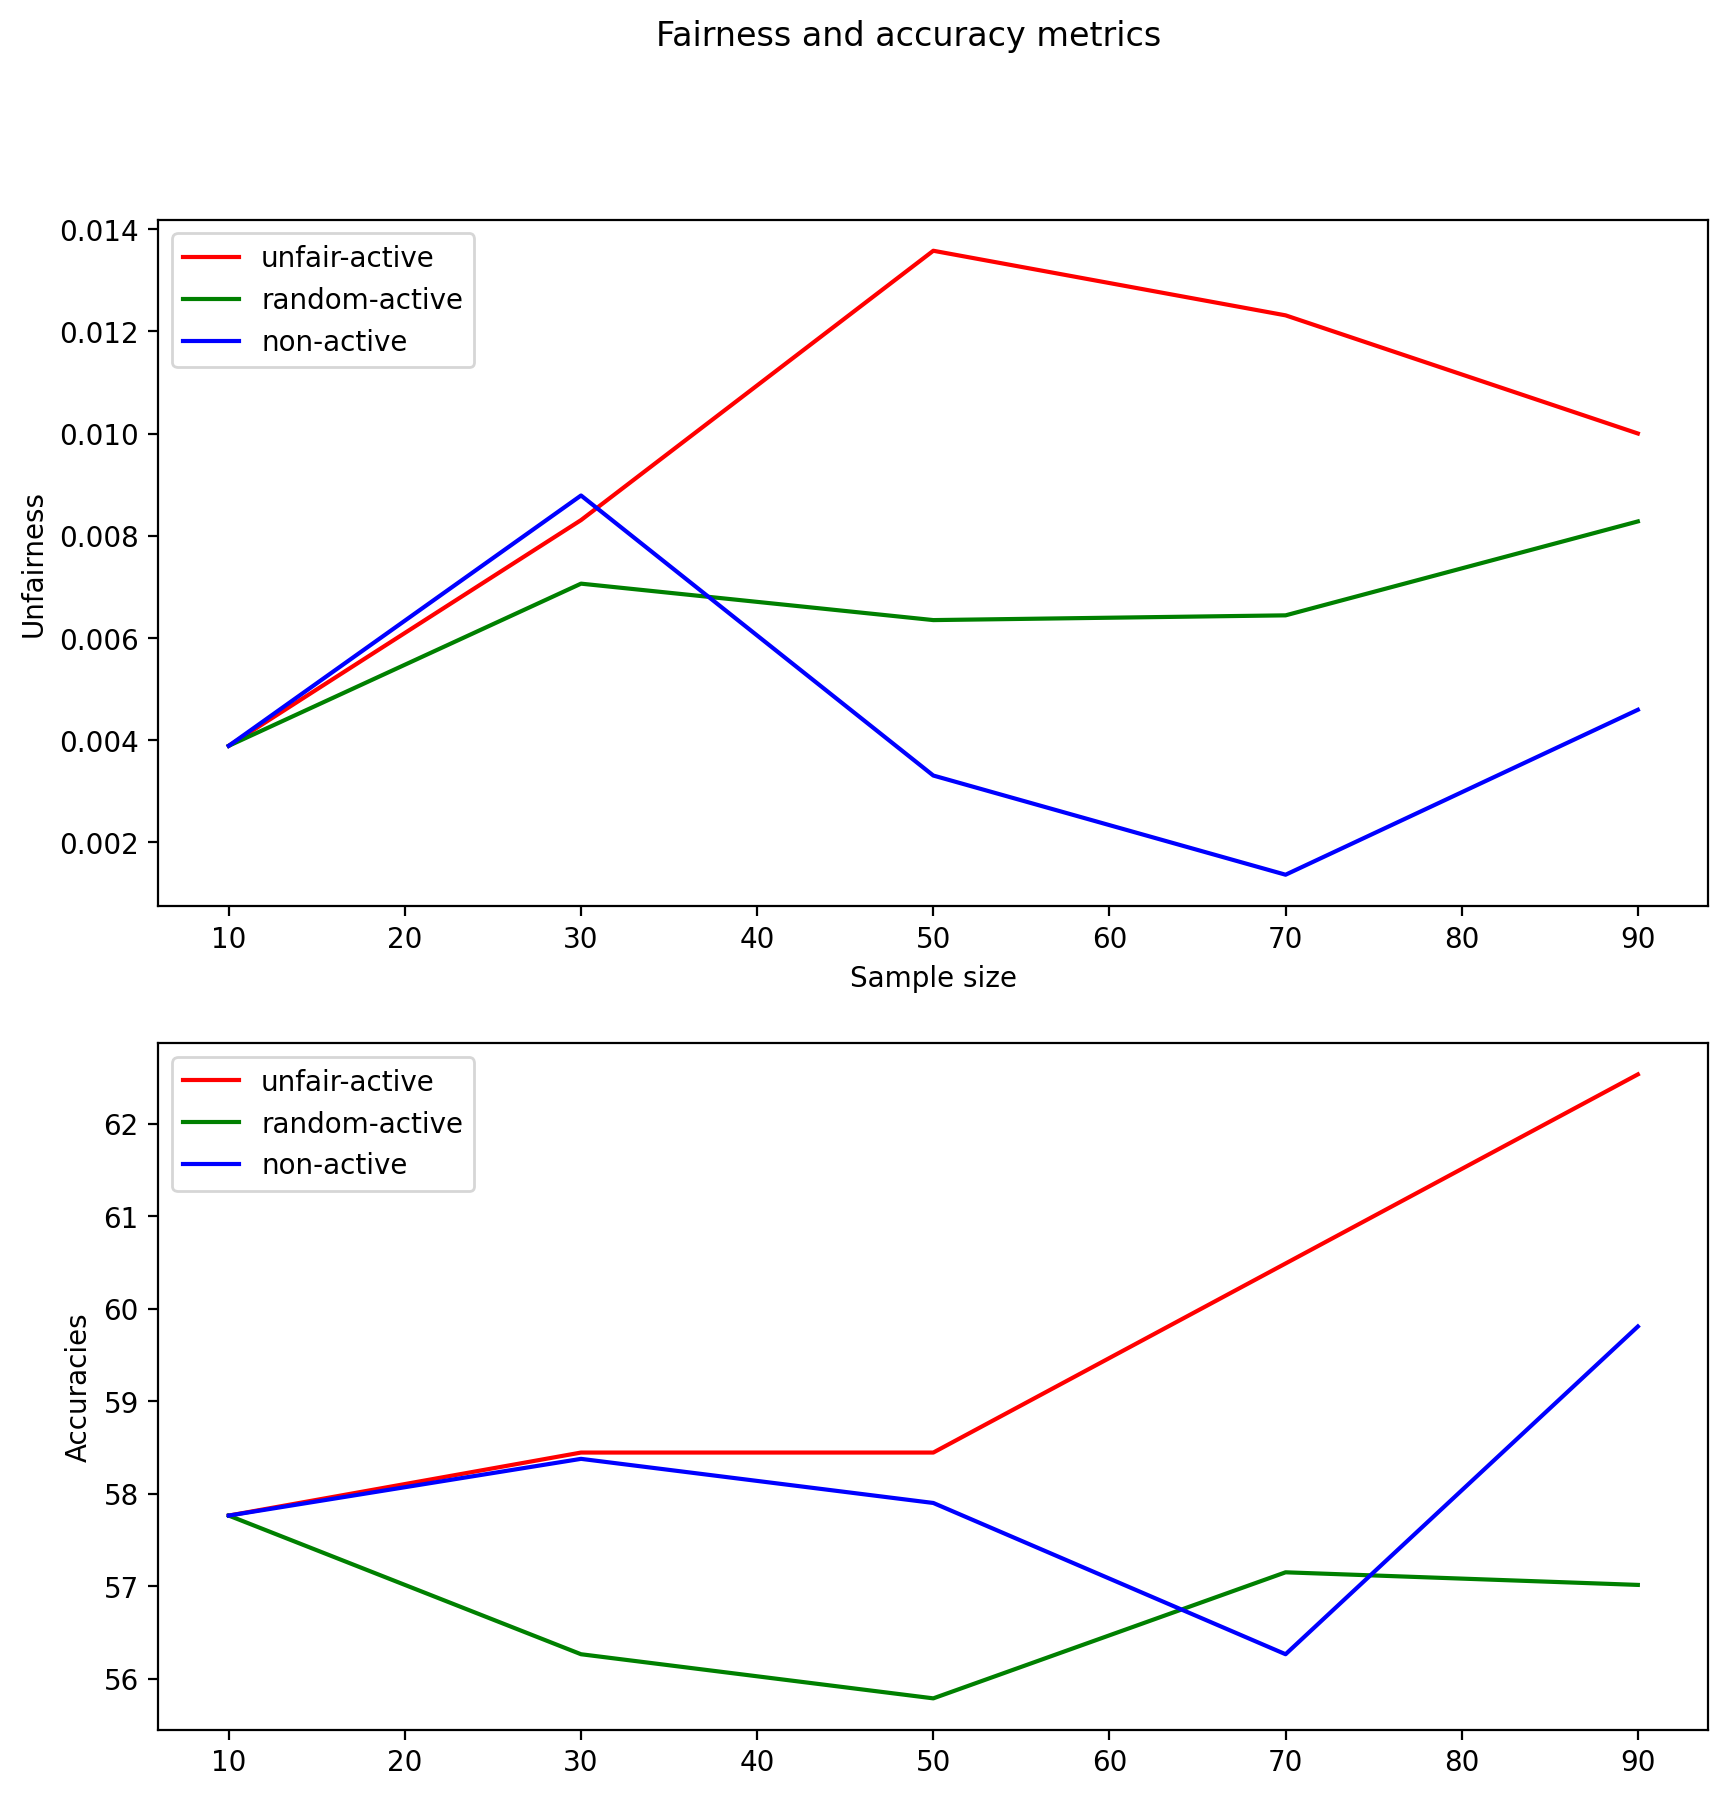 Fairness and accuracy metrics
0.014
0.012
0.010
0.008
0.006
0.004
0.002
Unfairness
unfair-active
random-active
non-active
10 20 30 40 50 60 70 80 90
Sample size
62
61
60
59
58
57
56
Accuracies
unfair-active
random-active
non-active
10 20 30 40 50 60 70 80 90